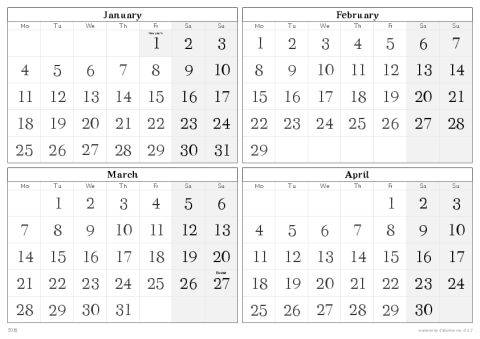 January
Mo Tu We Th Fr Sa Su
1 2 3
4 5 6 7 8 9 10
11 12 13 14 15 16 17
18 19 20 21 22 23 24
25 26 27 28 29 30 31
February
Mo Tu We Th Fr Sa Su
1 2 3 4 5 6 7
8 9 10 11 12 13 14
15 16 17 18 19 20 21
22 23 24 25 26 27 28
29
March
Mo Tu We Th Fr Sa Su
1 2 3 4 5 6
7 8 9 10 11 12 13
14 15 16 17 18 19 20
Easter
21 22 23 24 25 26 27
28 29 30 31
April
Mo Tu We Th Fr Sa Su
1 2 3
4 5 6 7 8 9 10
11 12 13 14 15 16 17
18 19 20 21 22 23 24
25 26 27 28 29 30
2016